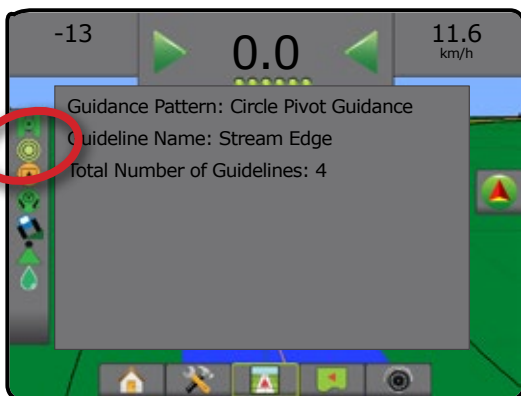 -13
0.0
11.6
km/h
Guidance Pattern: Circle Pivot Guidance
Guideline Name: Stream Edge
Total Number of Guidelines: 4